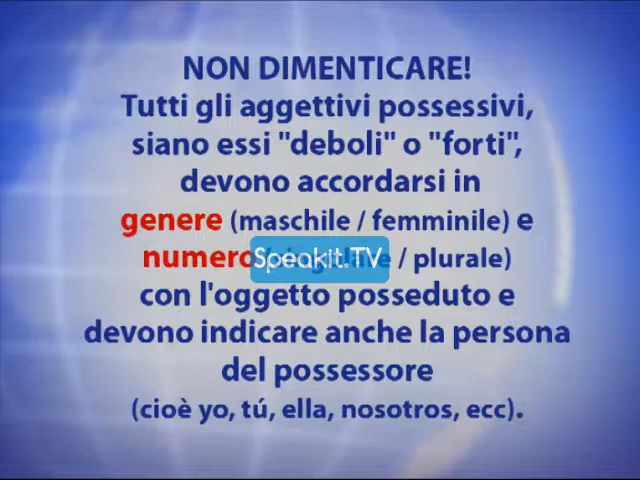 NON DIMENTICARE!
Tutti gli aggettivi possessivi,
siano essi "deboli" o "forti",
devono accordarsi in
genere (maschile / femminile) e
numero / plurale)
Speakit.TV
con l'oggetto posseduto e
devono indicare anche la persona
del possessore
(cioè yo, tú, ella, nosotros, ecc).